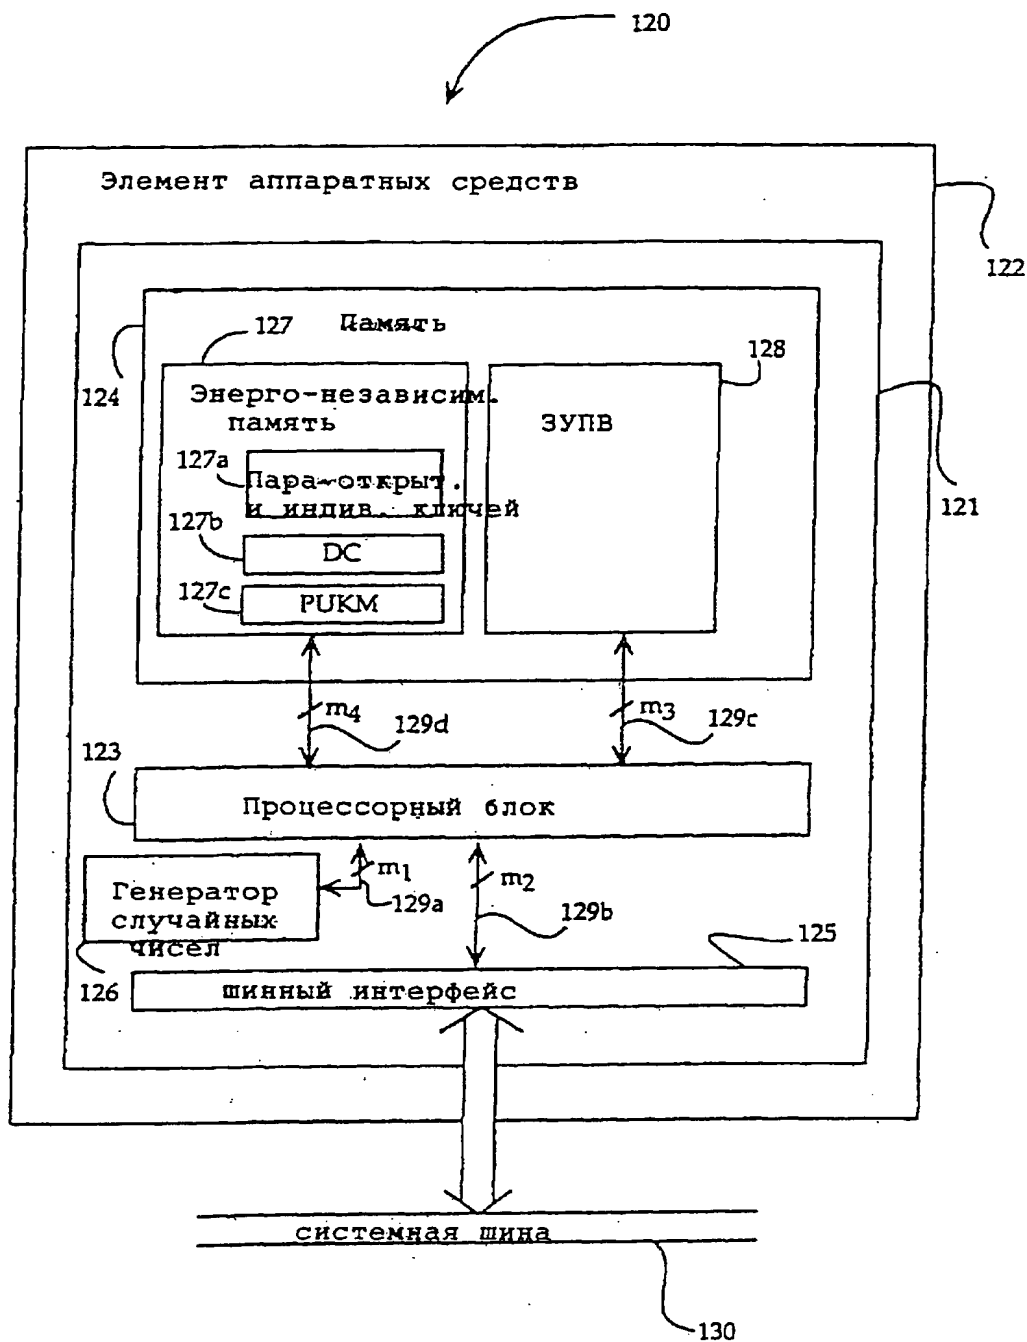 120
Элемент аппаратных средств
122
127 Память
128
124
Энерго-независим.
память
ЗУПВ
127a
Пара-открыт.
и индив. ключей
121
127b
DC
127c
PUKM
m4
129d
m3
129c
123
Процессорный блок
m1
129a
m2
129b
Генератор
случайных
чисел
125
126
шинный интерфейс
системная шина
130